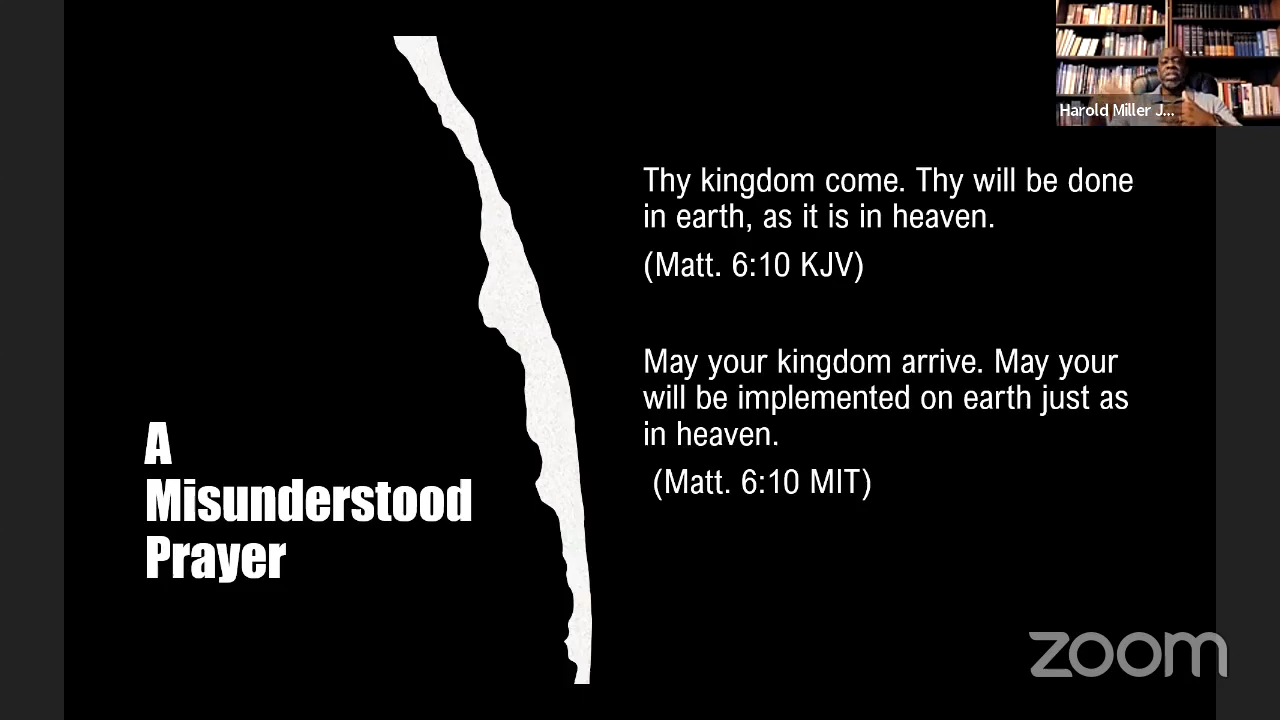 Harold Miller J...
Thy kingdom come. Thy will be done
in earth, as it is in heaven.
(Matt. 6:10 KJV)
May your kingdom arrive. May your
will be implemented on earth just as
in heaven.
(Matt. 6:10 MIT)
A
Misunderstood
Prayer
zoom